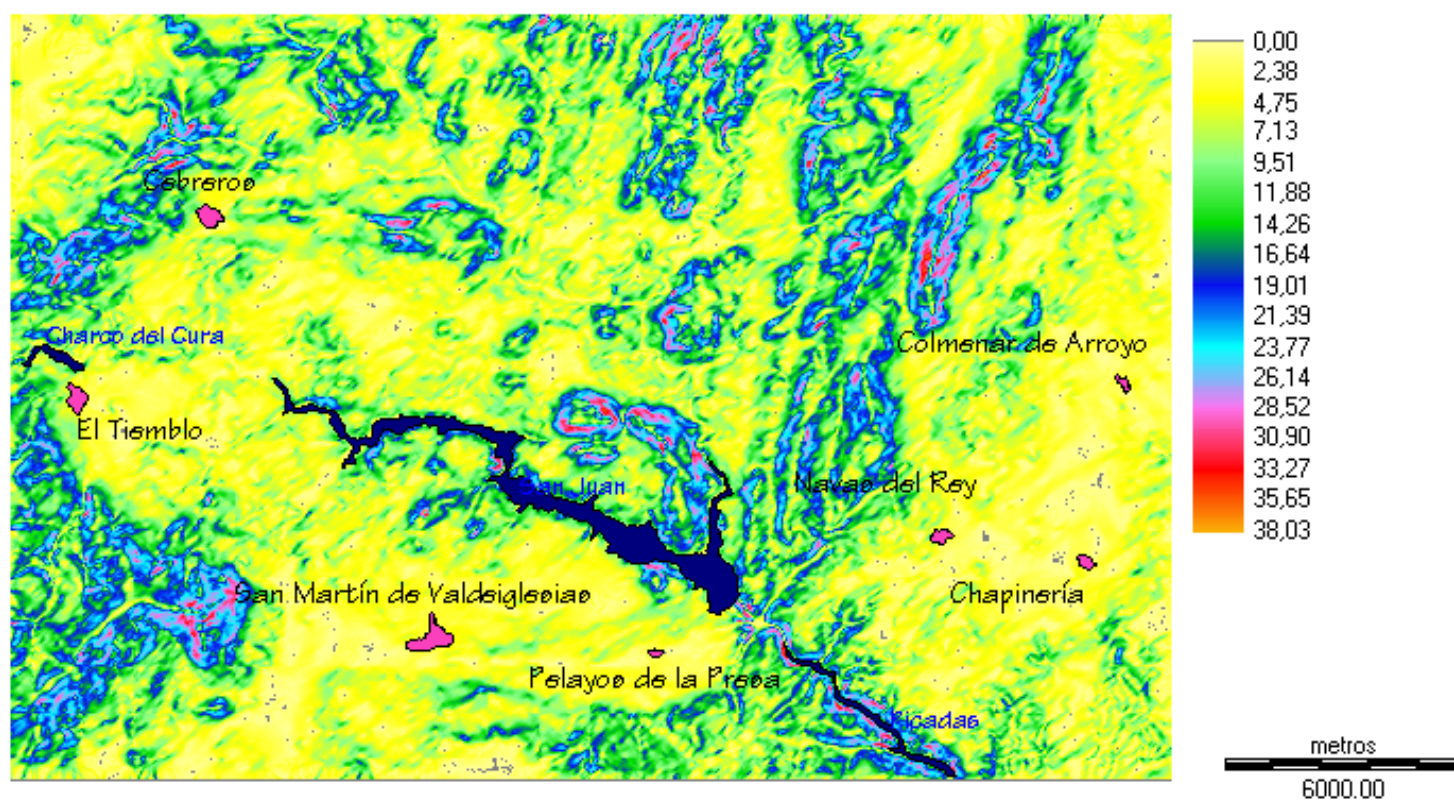 Cebreros
Charco del Cura
El Tiemblo
San Juan
Colmenar de Arroyo
Navas del Rey
Chapinería
San Martín de Valdeiglesias
Pelayos de la Presa
Picadas
0,00
2,38
4,75
7,13
9,51
11,88
14,26
16,64
19,01
21,39
23,77
26,14
28,52
30,90
33,27
35,65
38,03
metros
6000.00